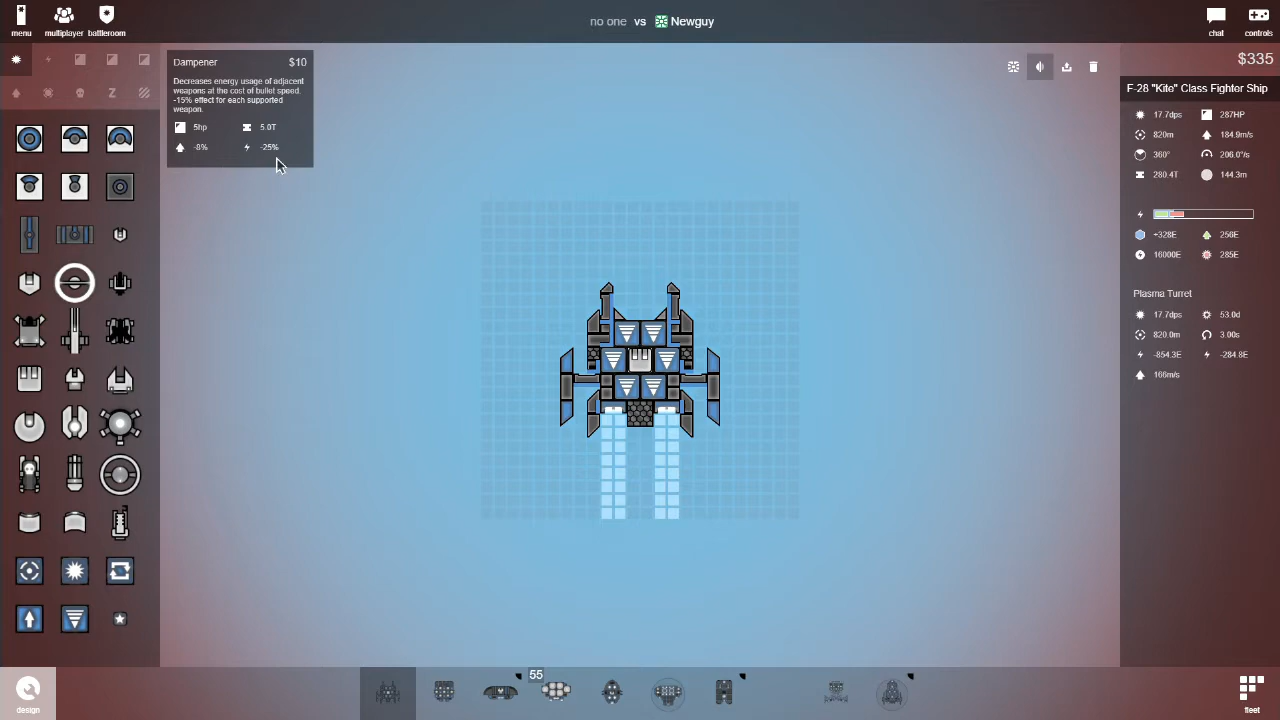 no one vs Newguy
menu
multiplayer
battleroom
chat
controls
Dampener $10
Decreases energy usage of adjacent
weapons at the cost of bullet speed.
-15% effect for each supported
weapon.
5hp 5.0T
-8% -25%
Z
$335
F-28 "Kite" Class Fighter Ship
17.7dps 287HP
820m 184.9m/s
360° 206.0°/s
280.4T 144.3m
+328E 256E
16000E 285E
Plasma Turret
17.7dps 53.0d
820.0m 3.00s
-854.3E -284.8E
166m/s
55
design
fleet